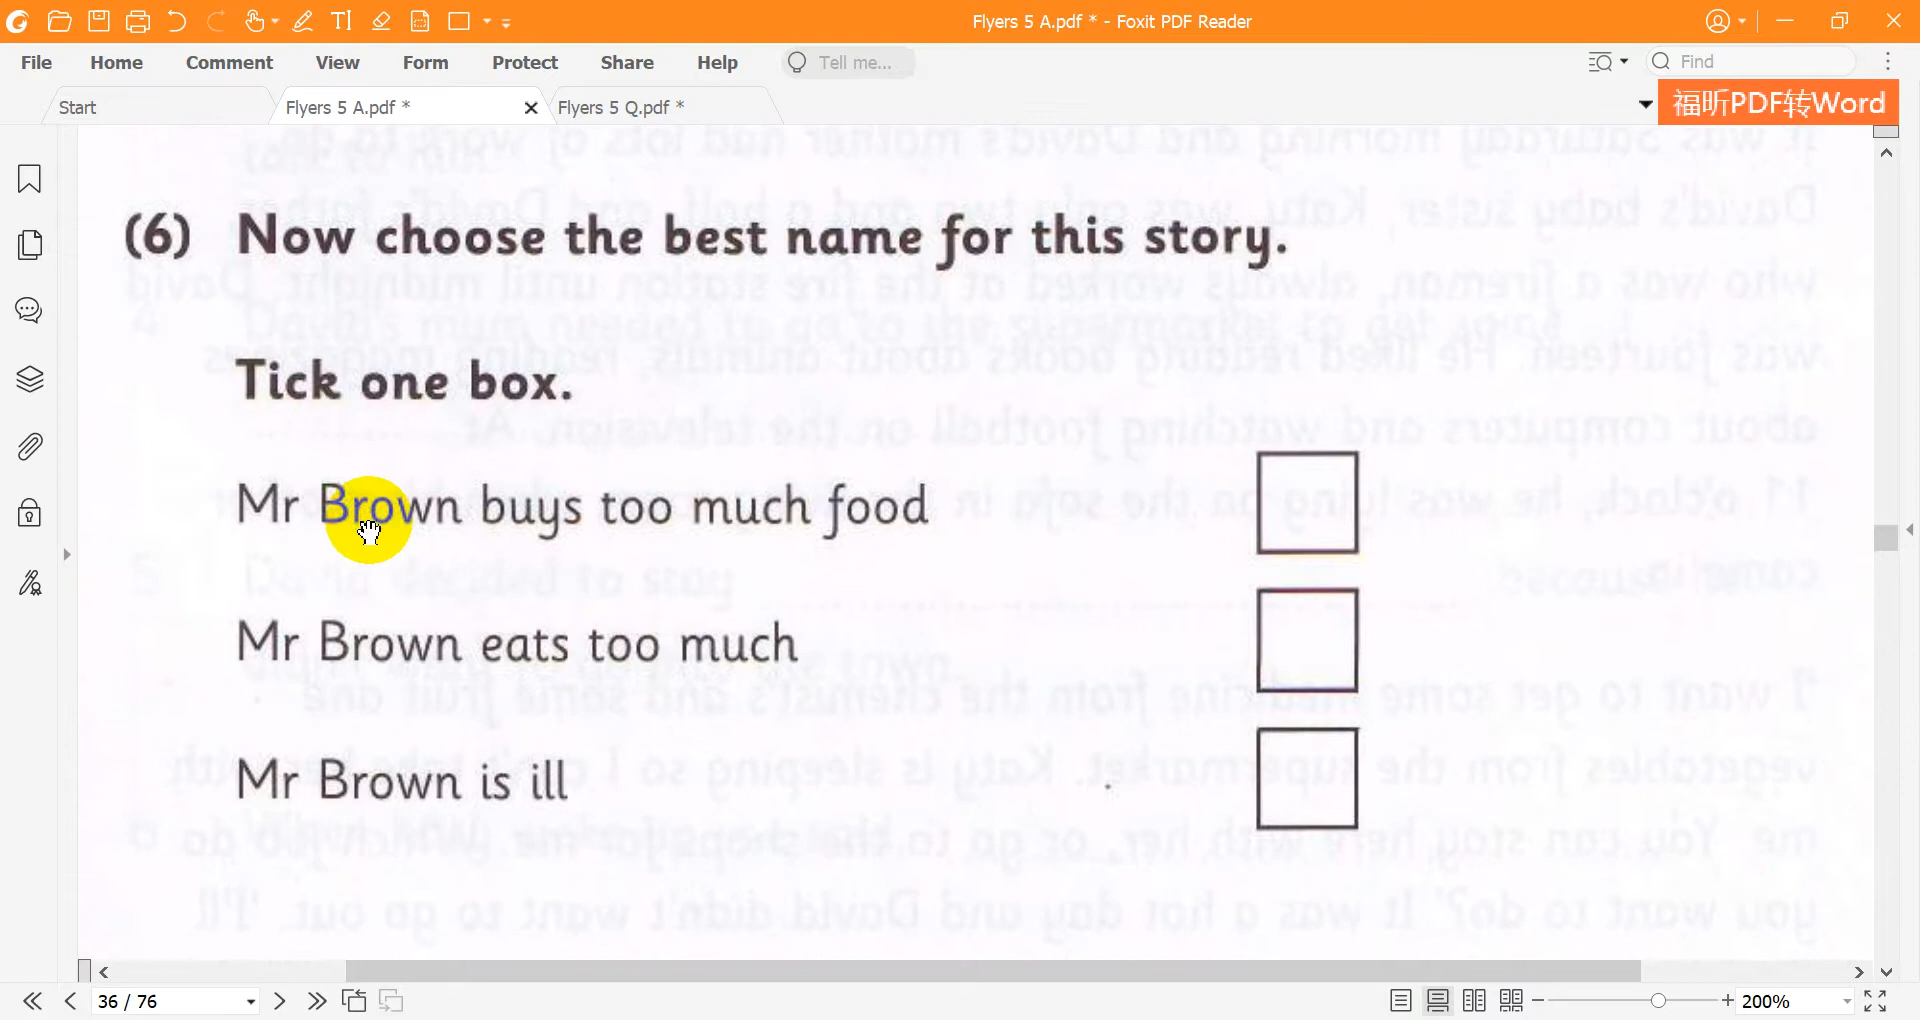 Flyers 5 A.pdf * - Foxit PDF Reader
File Home Comment View Form Protect Share Help Tell me... Find
Start Flyers 5 A.pdf * Flyers 5 Q.pdf * 福昕PDF转Word
(6) Now choose the best name for this story.
Tick one box.
Mr Brown buys too much food
Mr Brown eats too much
Mr Brown is ill
36 / 76 200%